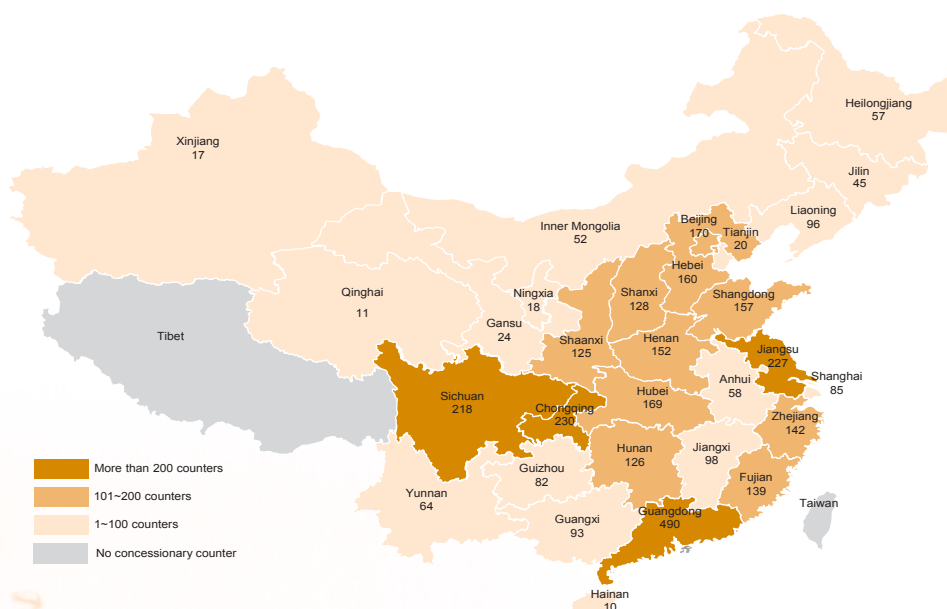 Heilongjiang
57
Xinjiang
17
Jilin
45
Liaoning
96
Beijing
170
Tianjin
20
Inner Mongolia
52
Hebei
160
Qinghai
11
Ningxia
18
Shanxi
128
Shangdong
157
Gansu
24
Tibet
Shaanxi
125
Henan
152
Jiangsu
227
Shanghai
85
Anhui
58
Sichuan
218
Chongqing
230
Hubei
169
Zhejiang
142
Hunan
126
Jiangxi
98
Guizhou
82
Fujian
139
Yunnan
64
Guangxi
93
Guangdong
490
Taiwan
Hainan
10
More than 200 counters
101~200 counters
1~100 counters
No concessionary counter